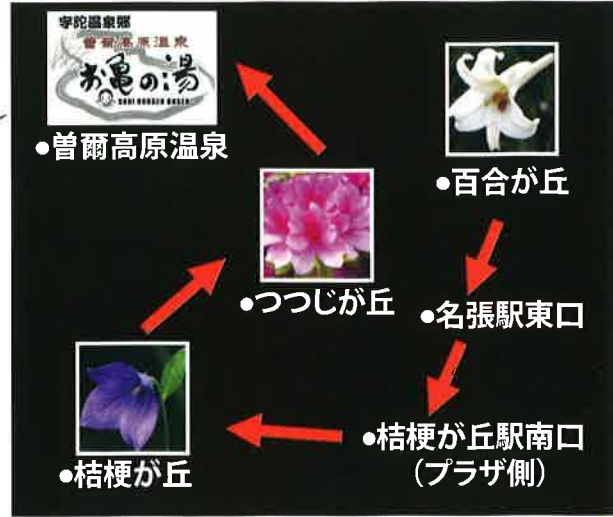 宇陀温泉郷
曽爾高原温泉
お亀の湯
SONI KOUGEN ONSEN
●曽爾高原温泉
●百合が丘
●つつじが丘
●名張駅東口
●桔梗が丘駅南口
(プラザ側)
●桔梗が丘